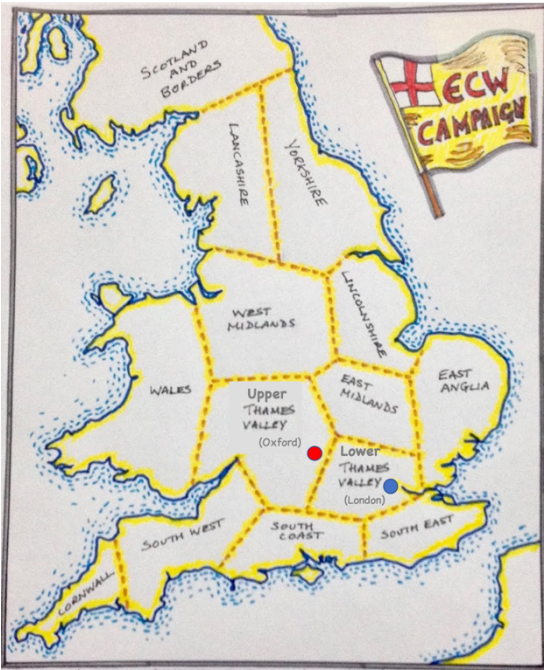 SCOTLAND
AND
BORDERS
ECW
CAMPAIGN
LANCASHIRE
YORKSHIRE
WEST
MIDLANDS
LINCOLNSHIRE
WALES
EAST
MIDLANDS
EAST
ANGLIA
Upper
THAMES
VALLEY
(Oxford)
Lower
THAMES
VALLEY
(London)
SOUTH WEST
SOUTH
COAST
SOUTH EAST
CORNWALL